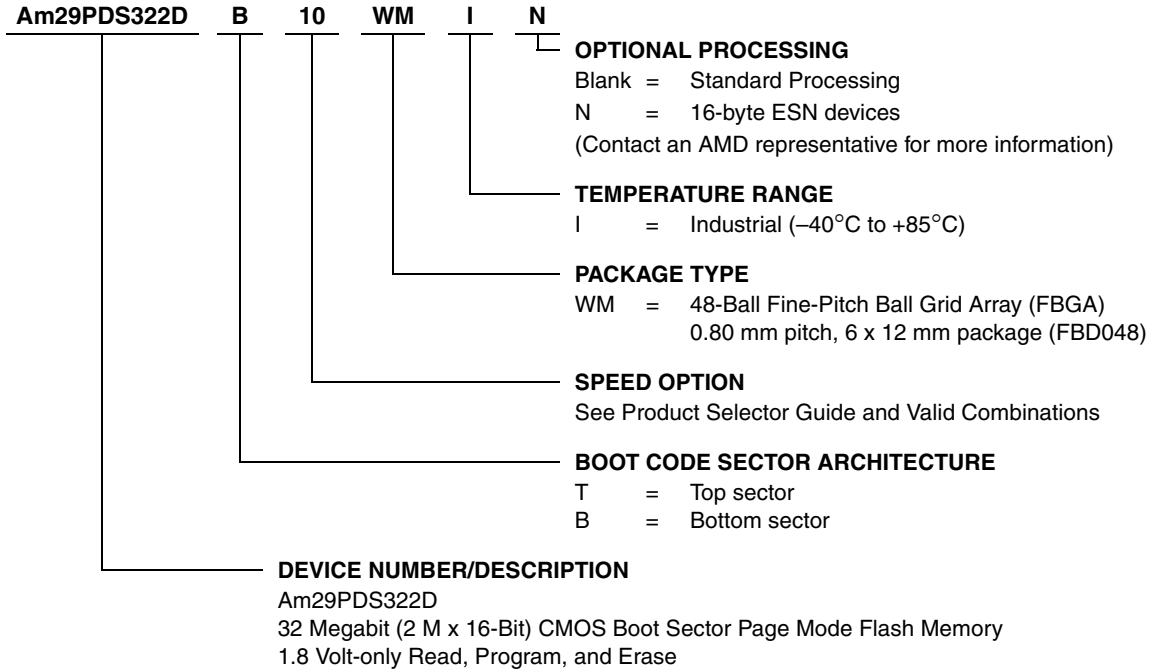 Am29PDS322D B 10 WM I N
OPTIONAL PROCESSING
Blank = Standard Processing
N = 16-byte ESN devices
(Contact an AMD representative for more information)
TEMPERATURE RANGE
I = Industrial (–40°C to +85°C)
PACKAGE TYPE
WM = 48-Ball Fine-Pitch Ball Grid Array (FBGA)
0.80 mm pitch, 6 x 12 mm package (FBD048)
SPEED OPTION
See Product Selector Guide and Valid Combinations
BOOT CODE SECTOR ARCHITECTURE
T = Top sector
B = Bottom sector
DEVICE NUMBER/DESCRIPTION
Am29PDS322D
32 Megabit (2 M x 16-Bit) CMOS Boot Sector Page Mode Flash Memory
1.8 Volt-only Read, Program, and Erase